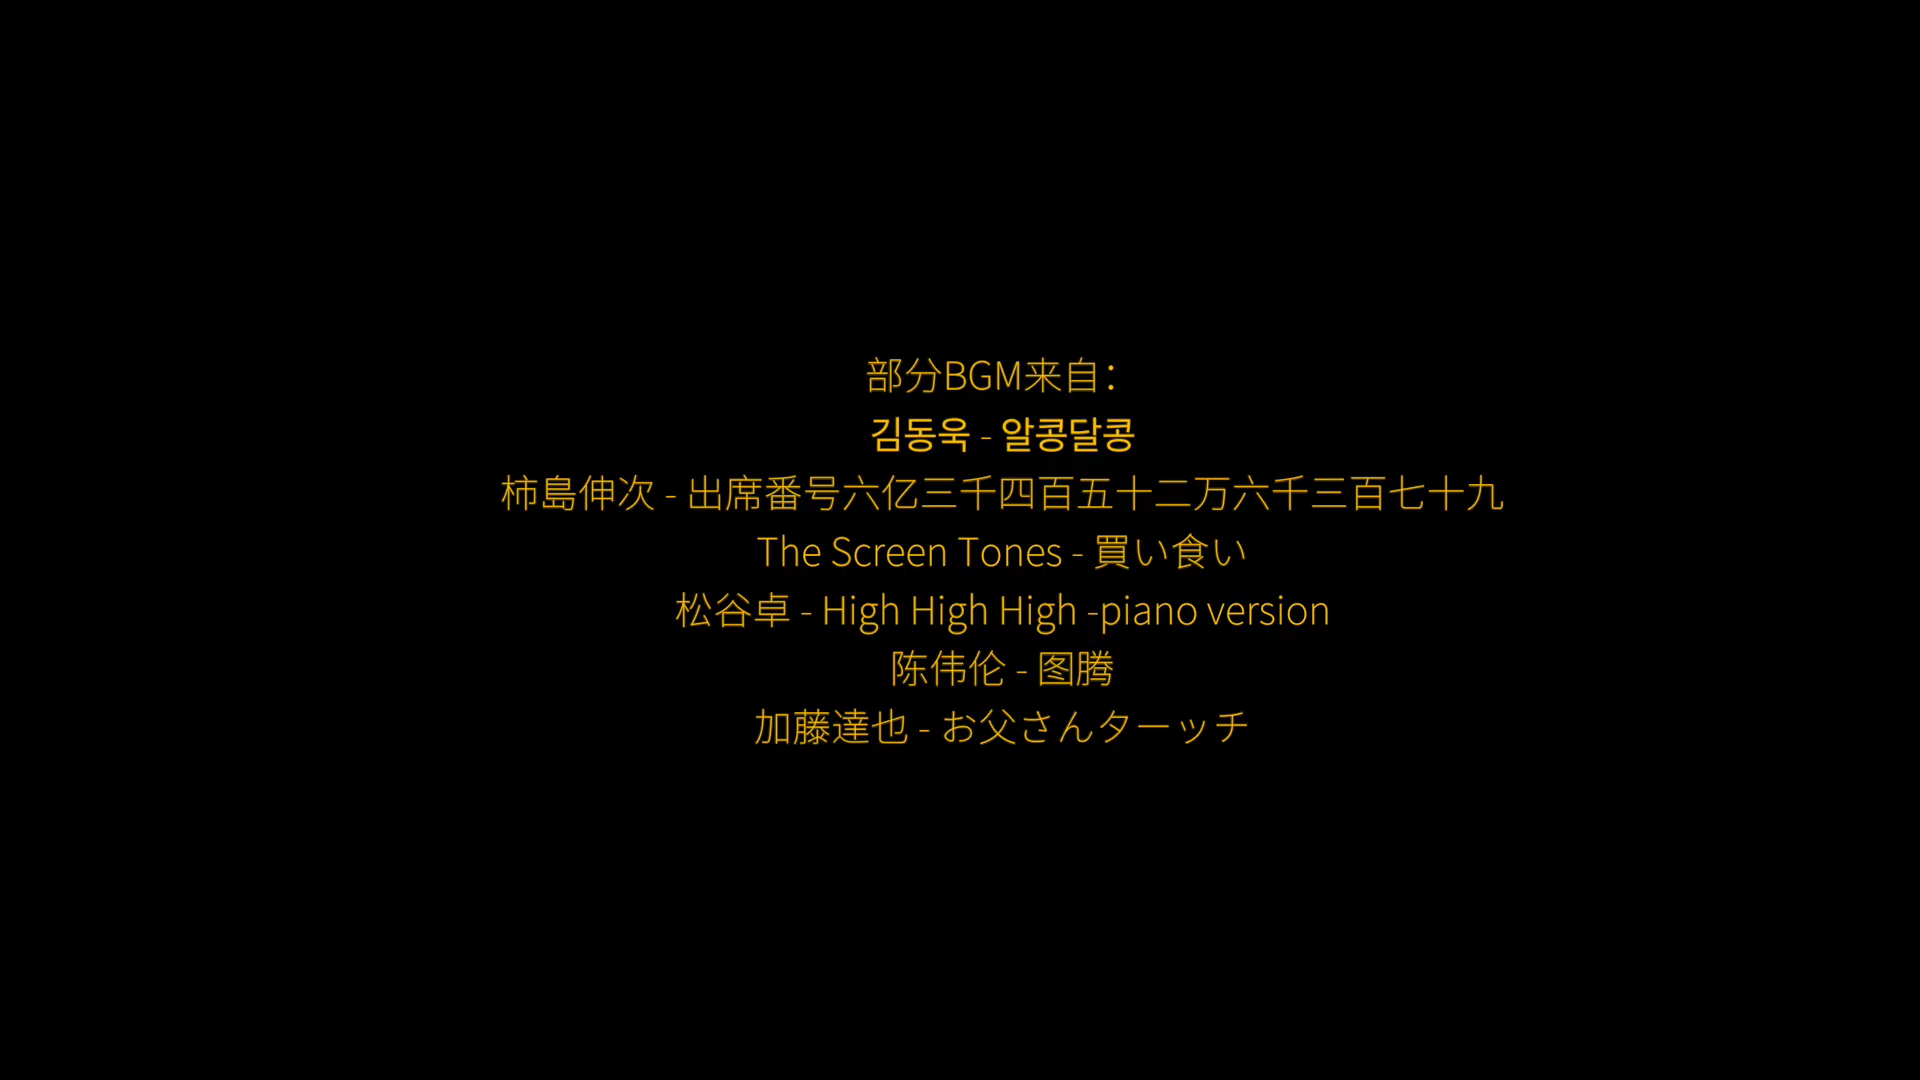 部分BGM来自：
김동욱 - 알콩달콩
柿島伸次 - 出席番号六亿三千四百五十二万六千三百七十九
The Screen Tones - 買い食い
松谷卓 - High High High -piano version
陈伟伦 - 图腾
加藤達也 - お父さんターッチ